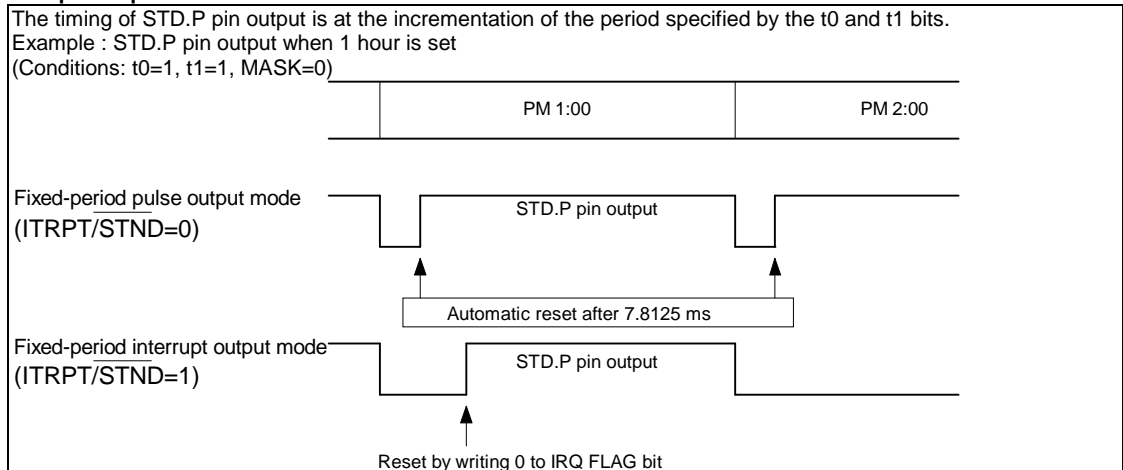 The timing of STD.P pin output is at the incrementation of the period specified by the t0 and t1 bits.
Example : STD.P pin output when 1 hour is set
(Conditions: t0=1, t1=1, MASK=0)
PM 1:00
PM 2:00
Fixed-period pulse output mode
(ITRPT/STND=0)
STD.P pin output
Automatic reset after 7.8125 ms
Fixed-period interrupt output mode
(ITRPT/STND=1)
STD.P pin output
Reset by writing 0 to IRQ FLAG bit